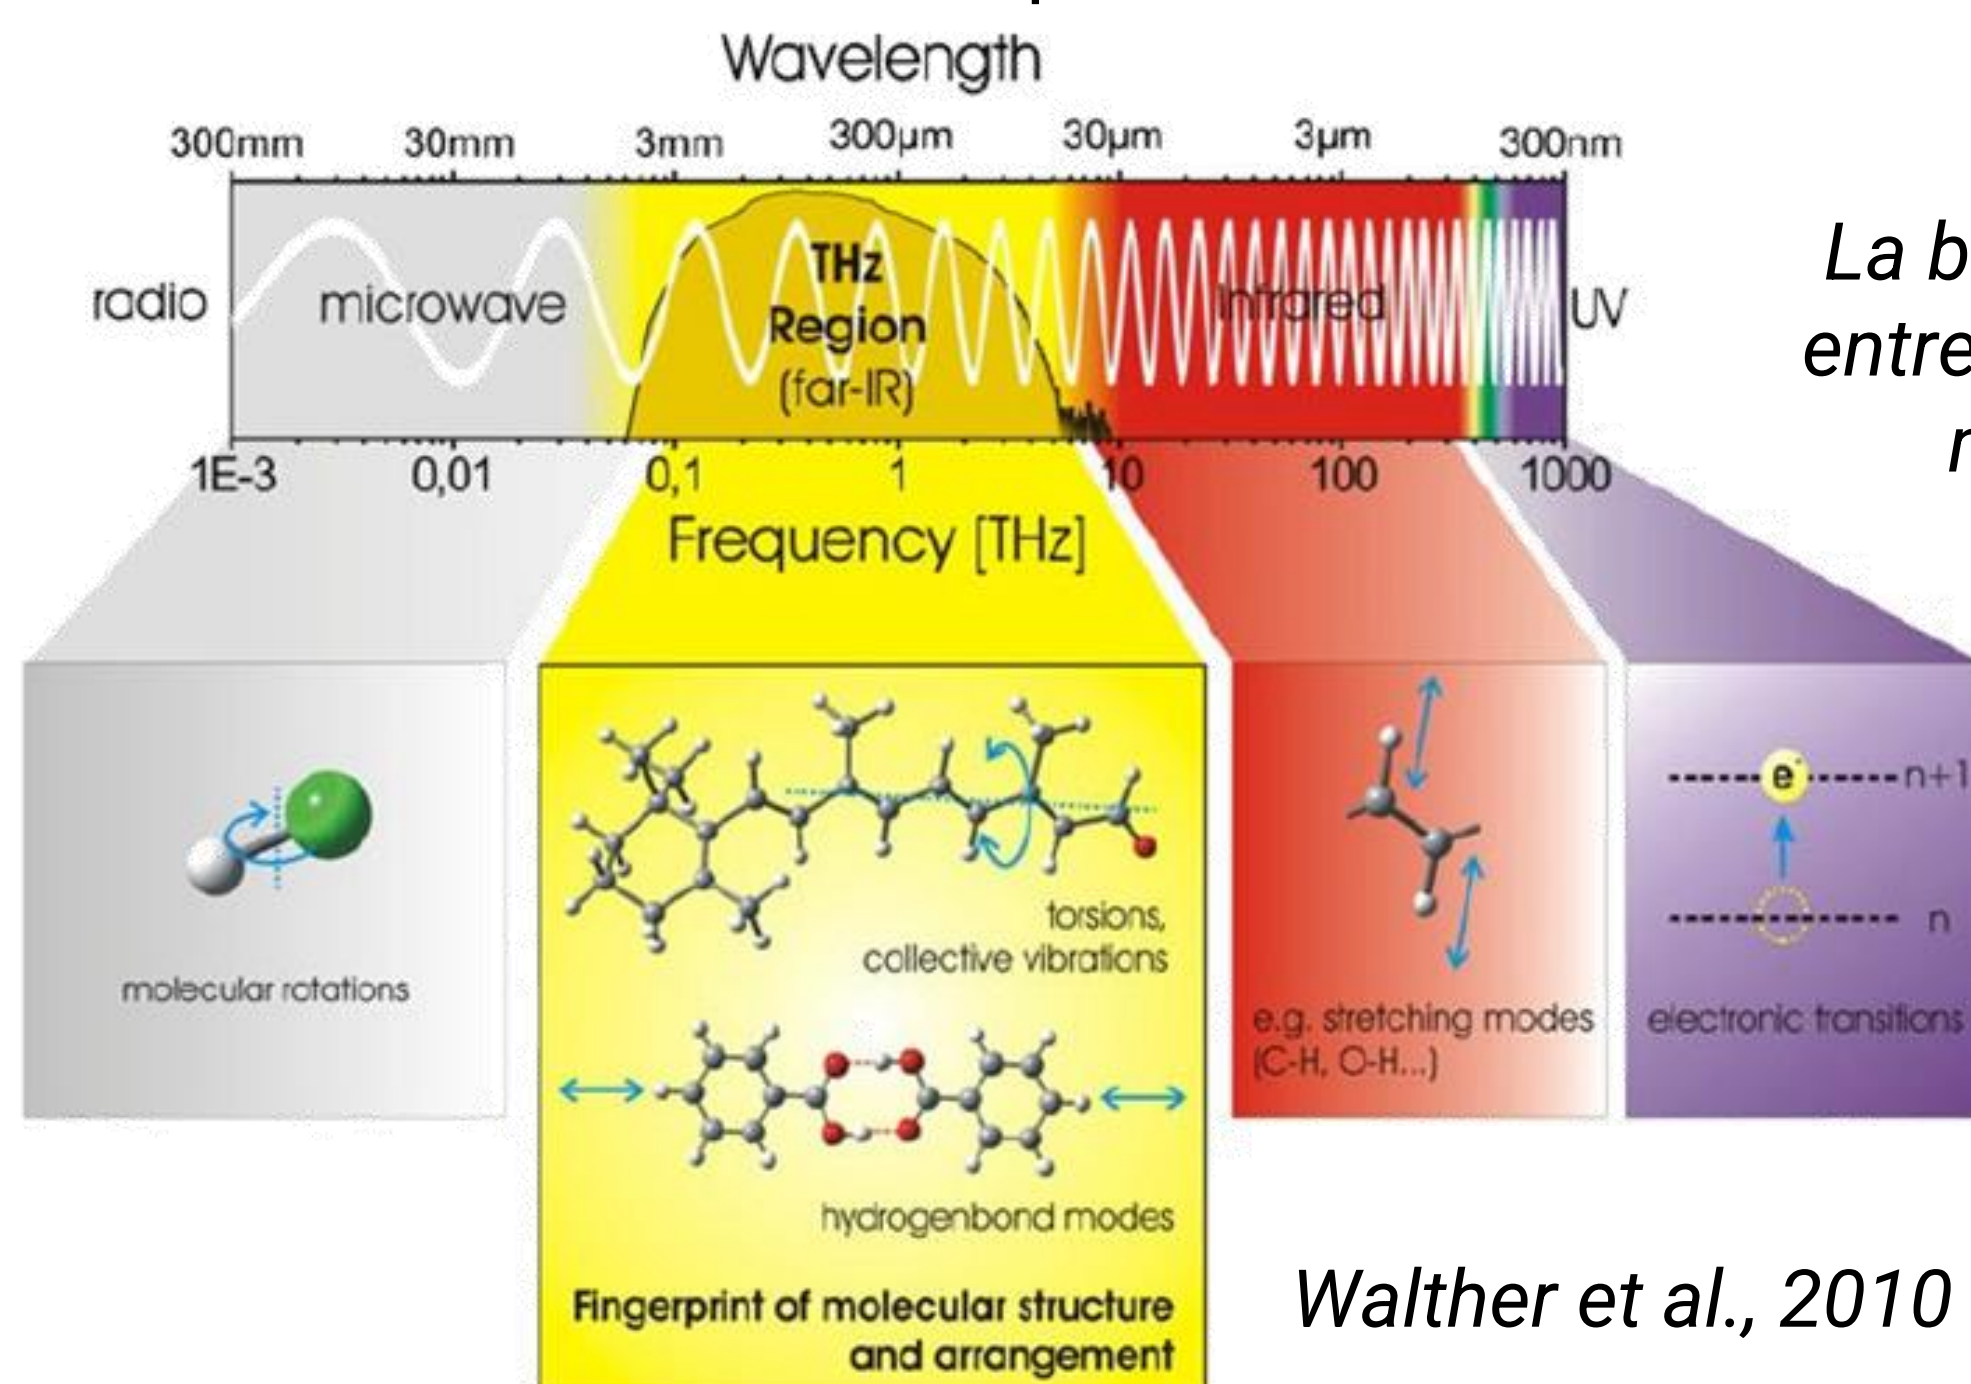 Wavelength
300mm 30mm 3mm 300µm 30µm 3µm 300nm
radio microwave THz Region (far-IR) Infrared UV
1E-3 0,01 0,1 1 10 100 1000
Frequency [THz]
La b
entre
molecular rotations
torsions,
collective vibrations
hydrogenbond modes
Fingerprint of molecular structure
and arrangement
e.g. stretching modes
(C-H, O-H...)
e-
n+1
n
electronic transitions
Walther et al., 2010